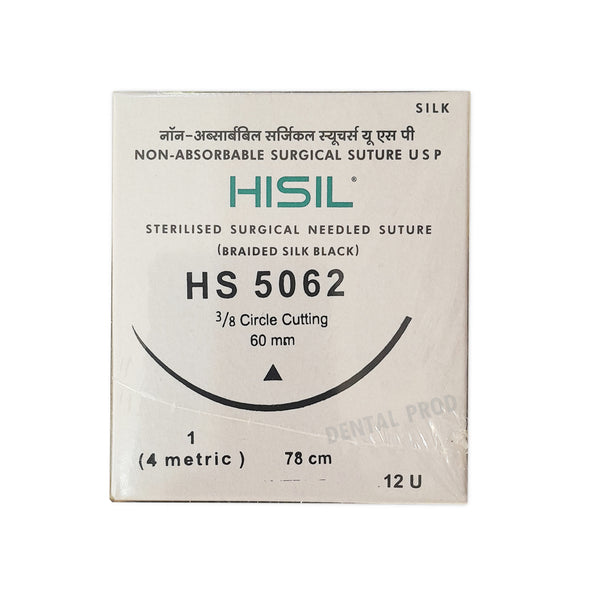 SILK
नॉन-अब्सार्बबिल सर्जिकल स्यूचर्स यू एस पी
NON-ABSORBABLE SURGICAL SUTURE U S P
HISIL®
STERILISED SURGICAL NEEDLED SUTURE
(BRAIDED SILK BLACK)
HS 5062
3/8 Circle Cutting
60 mm
DENTAL PROD
1
(4 metric) 78 cm
12 U